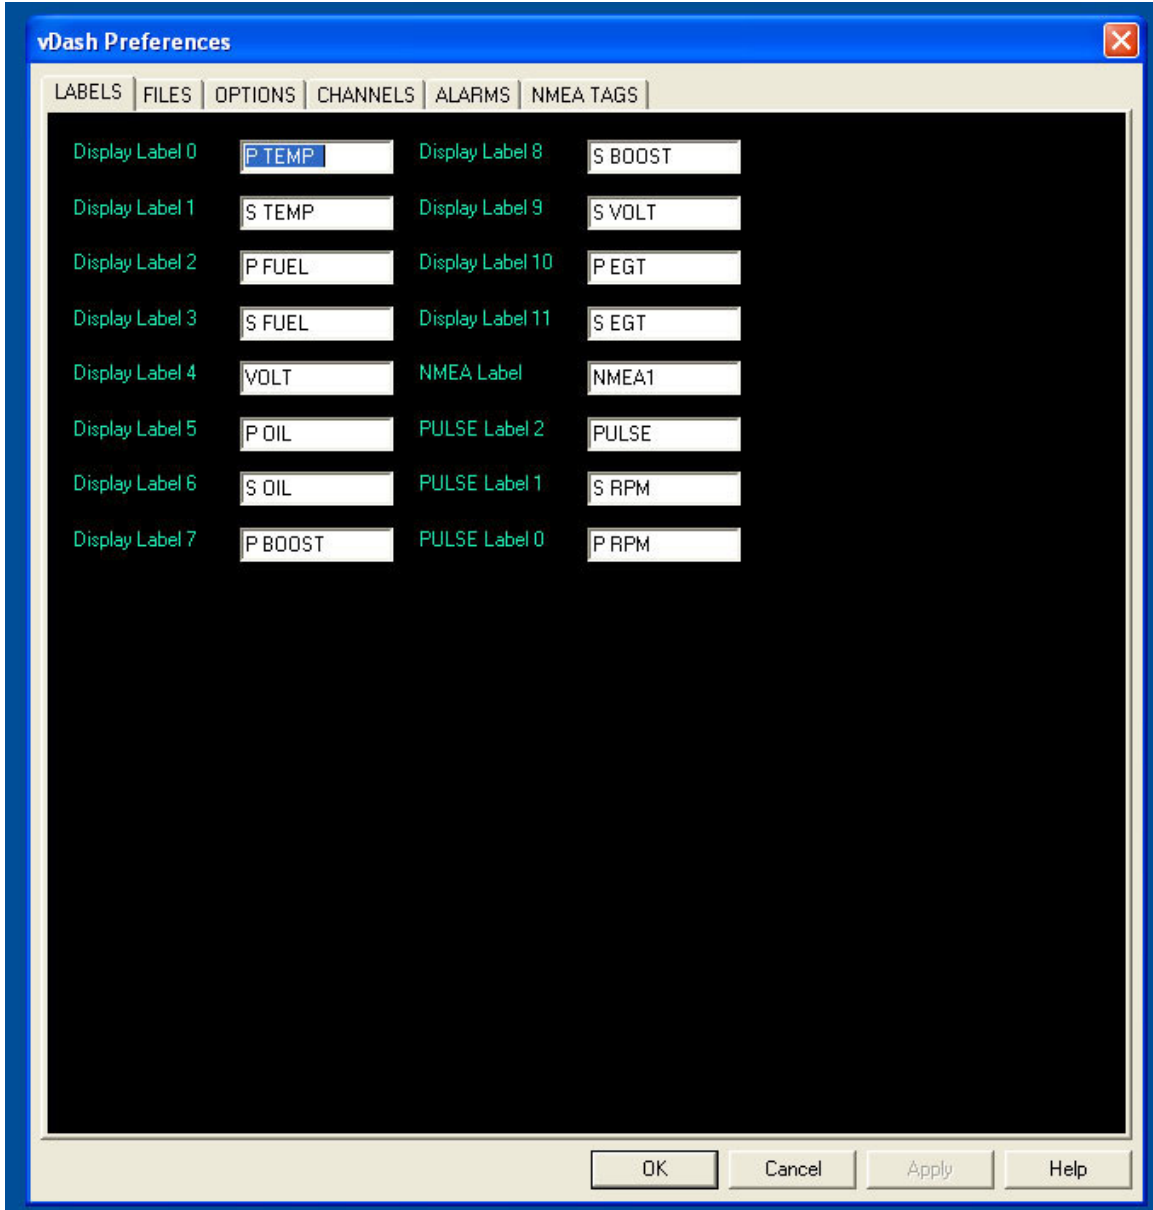 vDash Preferences
LABELS FILES OPTIONS CHANNELS ALARMS NMEA TAGS
Display Label 0 P TEMP Display Label 8 S BOOST
Display Label 1 S TEMP Display Label 9 S VOLT
Display Label 2 P FUEL Display Label 10 P EGT
Display Label 3 S FUEL Display Label 11 S EGT
Display Label 4 VOLT NMEA Label NMEA1
Display Label 5 P OIL PULSE Label 2 PULSE
Display Label 6 S OIL PULSE Label 1 S RPM
Display Label 7 P BOOST PULSE Label 0 P RPM
OK Cancel Apply Help